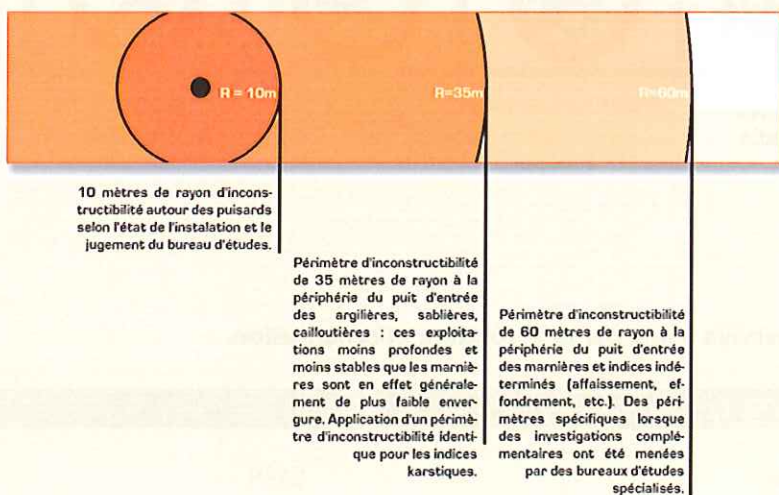 R = 10m
R=35m
R=60m
10 mètres de rayon d'incons-
tructibilité autour des puisards
selon l'état de l'instalation et le
jugement du bureau d'études.
Périmètre d'inconstructibilité
de 35 mètres de rayon à la
périphérie du puit d'entrée
des argilières, sablières,
cailloutières : ces exploita-
tions moins profondes et
moins stables que les marniè-
res sont en effet générale-
ment de plus faible enver-
gure. Application d'un périmè-
tre d'inconstructibilité identi-
que pour les indices
karstiques.
Périmètre d'inconstructibilité
de 60 mètres de rayon à la
périphérie du puit d'entrée
des marnières et indices indé-
terminés (affaissement, ef-
fondrement, etc.). Des péri-
mètres spécifiques lorsque
des investigations complé-
mentaires ont été menées
par des bureaux d'études
spécialisés.